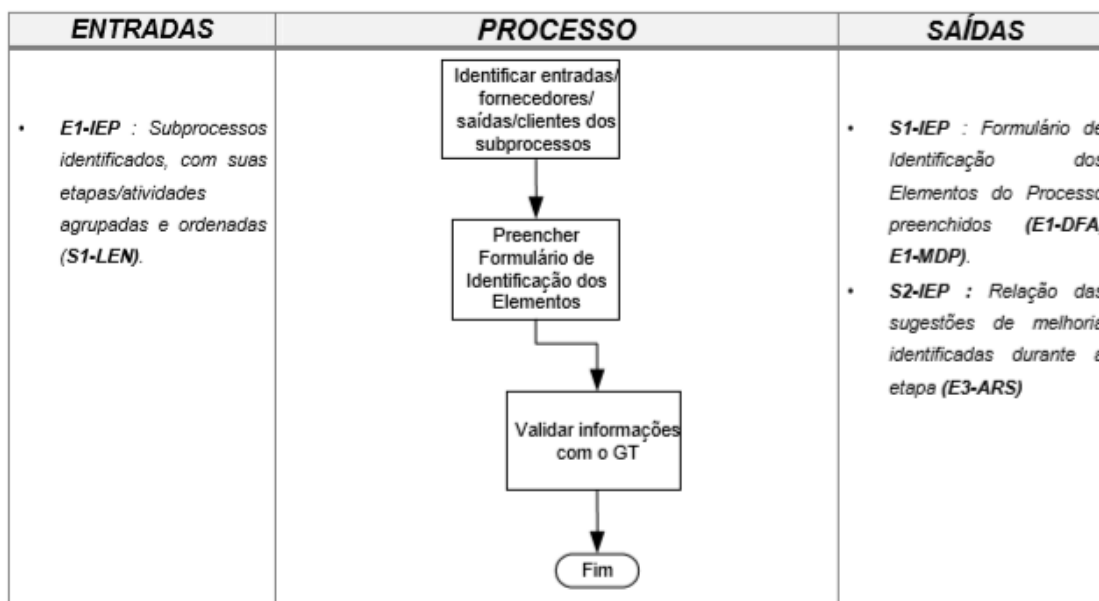 ENTRADAS
PROCESSO
SAÍDAS
• E1-IEP : Subprocessos
identificados, com suas
etapas/atividades
agrupadas e ordenadas
(S1-LEN).
Identificar entradas/
fornecedores/
saídas/clientes dos
subprocessos
Preencher
Formulário de
Identificação dos
Elementos
Validar informações
com o GT
Fim
• S1-IEP : Formulário de
Identificação dos
Elementos do Processo
preenchidos (E1-DFA,
E1-MDP).
• S2-IEP : Relação das
sugestões de melhoria
identificadas durante a
etapa (E3-ARS)